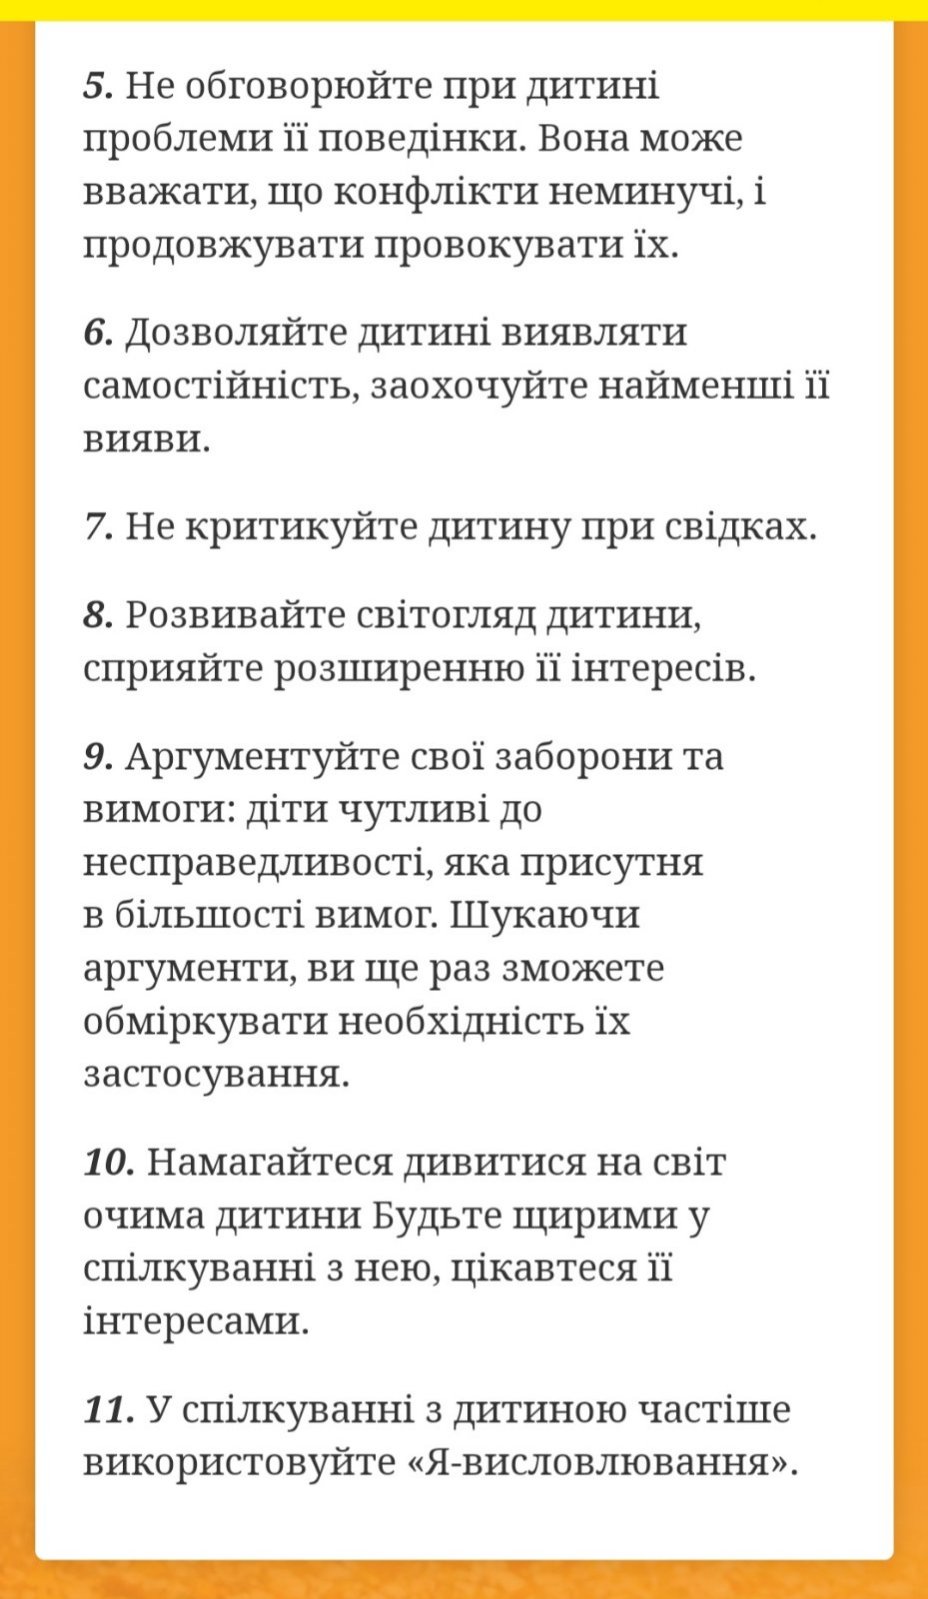 5. Не обговорюйте при дитині
проблеми її поведінки. Вона може
вважати, що конфлікти неминучі, і
продовжувати провокувати їх.
6. Дозволяйте дитині виявляти
самостійність, заохочуйте найменші її
вияви.
7. Не критикуйте дитину при свідках.
8. Розвивайте світогляд дитини,
сприяйте розширенню її інтересів.
9. Аргументуйте свої заборони та
вимоги: діти чутливі до
несправедливості, яка присутня
в більшості вимог. Шукаючи
аргументи, ви ще раз зможете
обміркувати необхідність їх
застосування.
10. Намагайтеся дивитися на світ
очима дитини Будьте щирими у
спілкуванні з нею, цікавтеся її
інтересами.
11. У спілкуванні з дитиною частіше
використовуйте «Я-висловлювання».